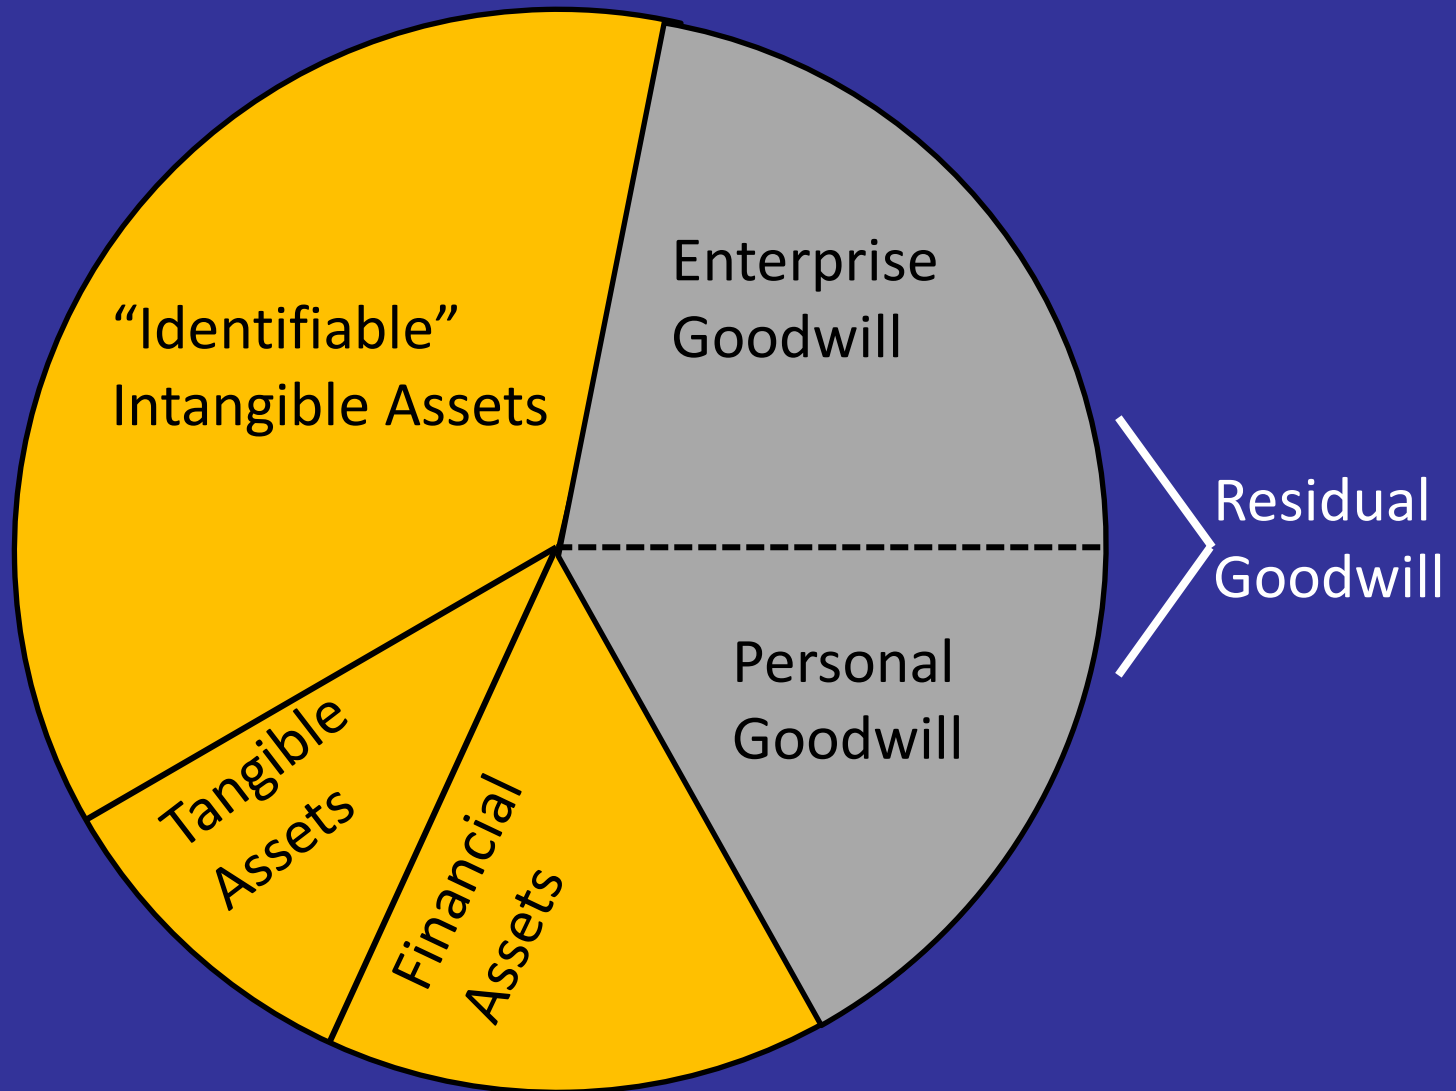 “Identifiable”
Intangible Assets
Enterprise
Goodwill
Residual
Goodwill
Personal
Goodwill
Tangible
Assets
Financial
Assets